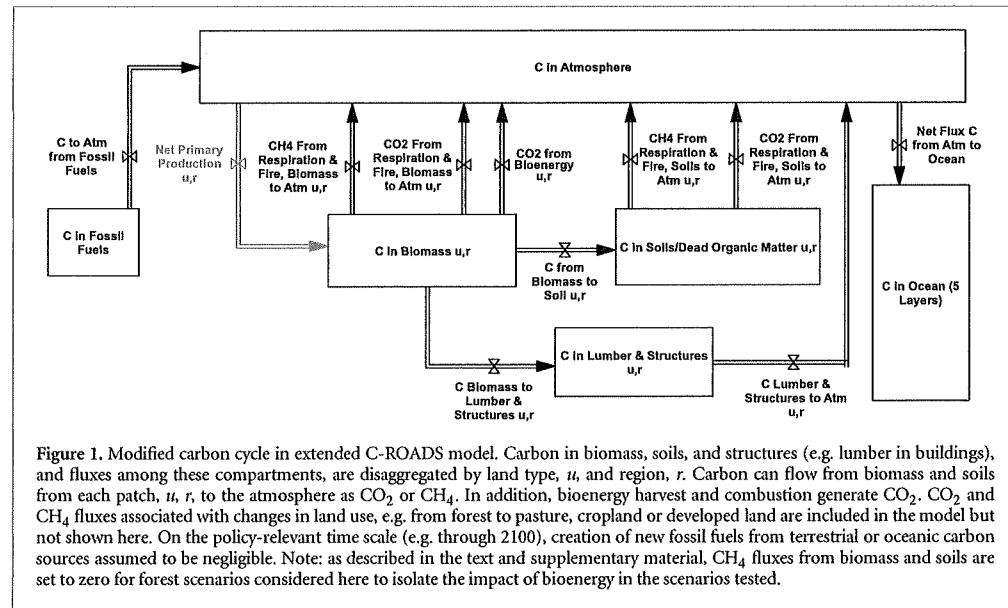 C in Atmosphere
C to Atm
from Fossil
Fuels
Net Primary
Production
u,r
CH4 From
Respiration &
Fire, Biomass
to Atm u,r
CO2 From
Respiration &
Fire, Biomass
to Atm u,r
CO2 from
Bioenergy
u,r
CH4 From
Respiration &
Fire, Soils to
Atm u,r
CO2 From
Respiration &
Fire, Soils to
Atm u,r
Net Flux C
from Atm to
Ocean
C in Fossil
Fuels
C in Biomass u,r
C from
Biomass to
Soil u,r
C in Soils/Dead Organic Matter u,r
C in Ocean (5
Layers)
C Biomass to
Lumber &
Structures u,r
C in Lumber & Structures
u,r
C Lumber &
Structures to Atm
u,r
Figure 1. Modified carbon cycle in extended C-ROADS model. Carbon in biomass, soils, and structures (e.g. lumber in buildings),
and fluxes among these compartments, are disaggregated by land type, u, and region, r. Carbon can flow from biomass and soils
from each patch, u, r, to the atmosphere as CO₂ or CH₄. In addition, bioenergy harvest and combustion generate CO₂. CO₂ and
CH₄ fluxes associated with changes in land use, e.g. from forest to pasture, cropland or developed land are included in the model but
not shown here. On the policy-relevant time scale (e.g. through 2100), creation of new fossil fuels from terrestrial or oceanic carbon
sources assumed to be negligible. Note: as described in the text and supplementary material, CH₄ fluxes from biomass and soils are
set to zero for forest scenarios considered here to isolate the impact of bioenergy in the scenarios tested.